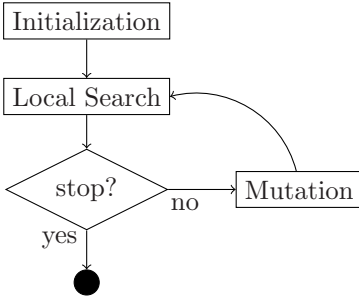 Initialization
Local Search
stop?
no
Mutation
yes